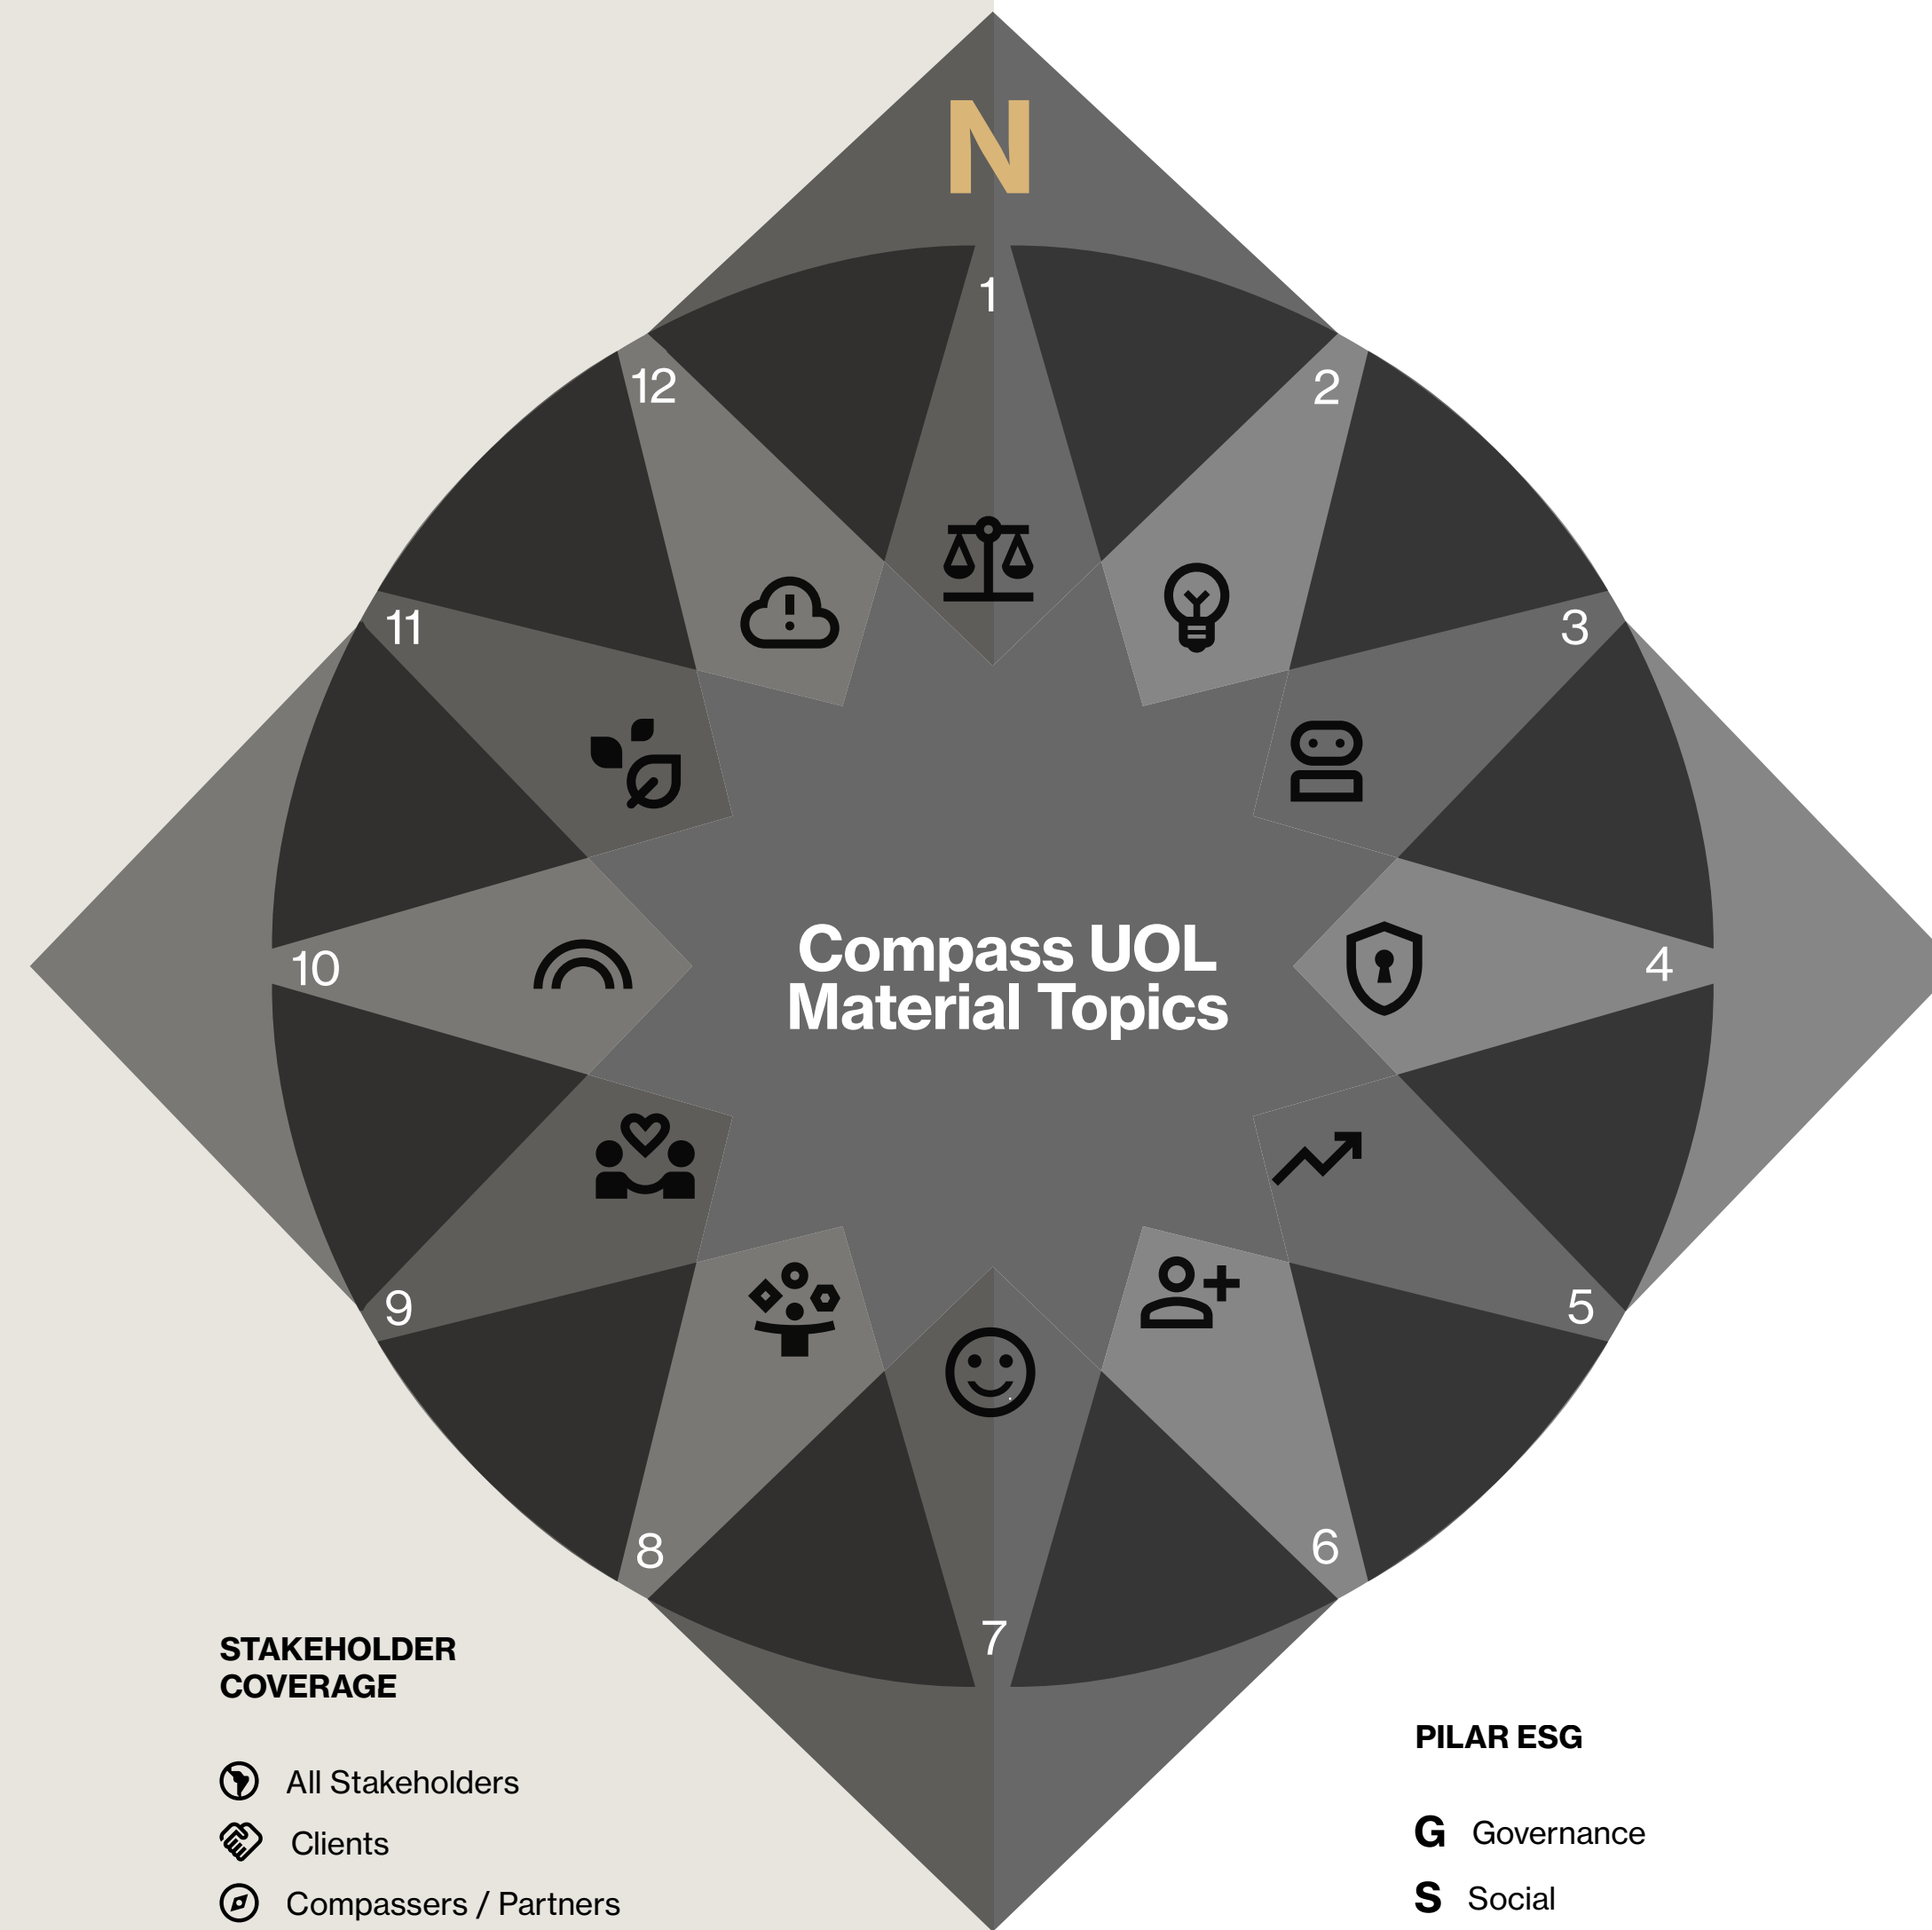 N
1
12
2
11
3
Compass UOL
Material Topics
10
4
9
5
8
6
7
STAKEHOLDER
COVERAGE
All Stakeholders
Clients
Compassers / Partners
PILAR ESG
G Governance
S Social